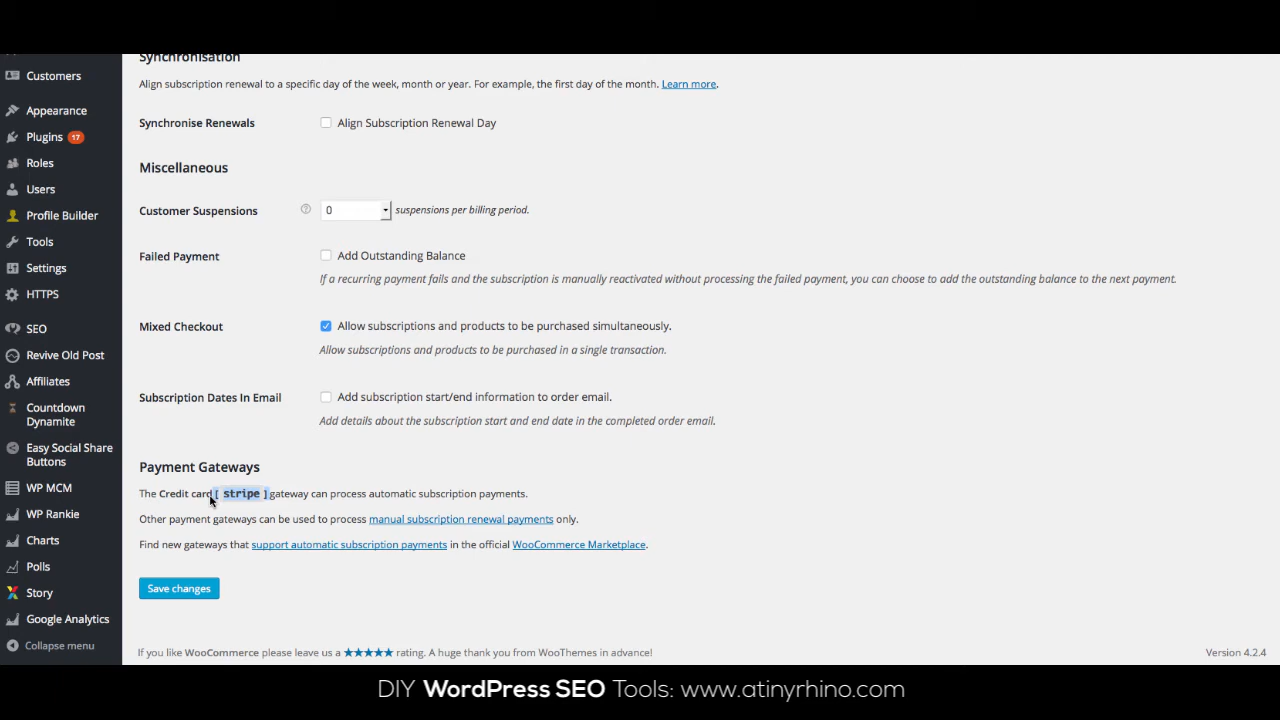 Customers
Appearance
Plugins 17
Roles
Users
Profile Builder
Tools
Settings
HTTPS
SEO
Revive Old Post
Affiliates
Countdown
Dynamite
Easy Social Share
Buttons
WP MCM
WP Rankie
Charts
Polls
Story
Google Analytics
Collapse menu
Synchronisation
Align subscription renewal to a specific day of the week, month or year. For example, the first day of the month. Learn more.
Synchronise Renewals Align Subscription Renewal Day
Miscellaneous
Customer Suspensions ? 0 suspensions per billing period.
Failed Payment Add Outstanding Balance
If a recurring payment fails and the subscription is manually reactivated without processing the failed payment, you can choose to add the outstanding balance to the next payment.
Mixed Checkout Allow subscriptions and products to be purchased simultaneously.
Allow subscriptions and products to be purchased in a single transaction.
Subscription Dates In Email Add subscription start/end information to order email.
Add details about the subscription start and end date in the completed order email.
Payment Gateways
The Credit card [ stripe ] gateway can process automatic subscription payments.
Other payment gateways can be used to process manual subscription renewal payments only.
Find new gateways that support automatic subscription payments in the official WooCommerce Marketplace.
Save changes
If you like WooCommerce please leave us a ★★★★★ rating. A huge thank you from WooThemes in advance! Version 4.2.4
DIY WordPress SEO Tools: www.atinyrhino.com